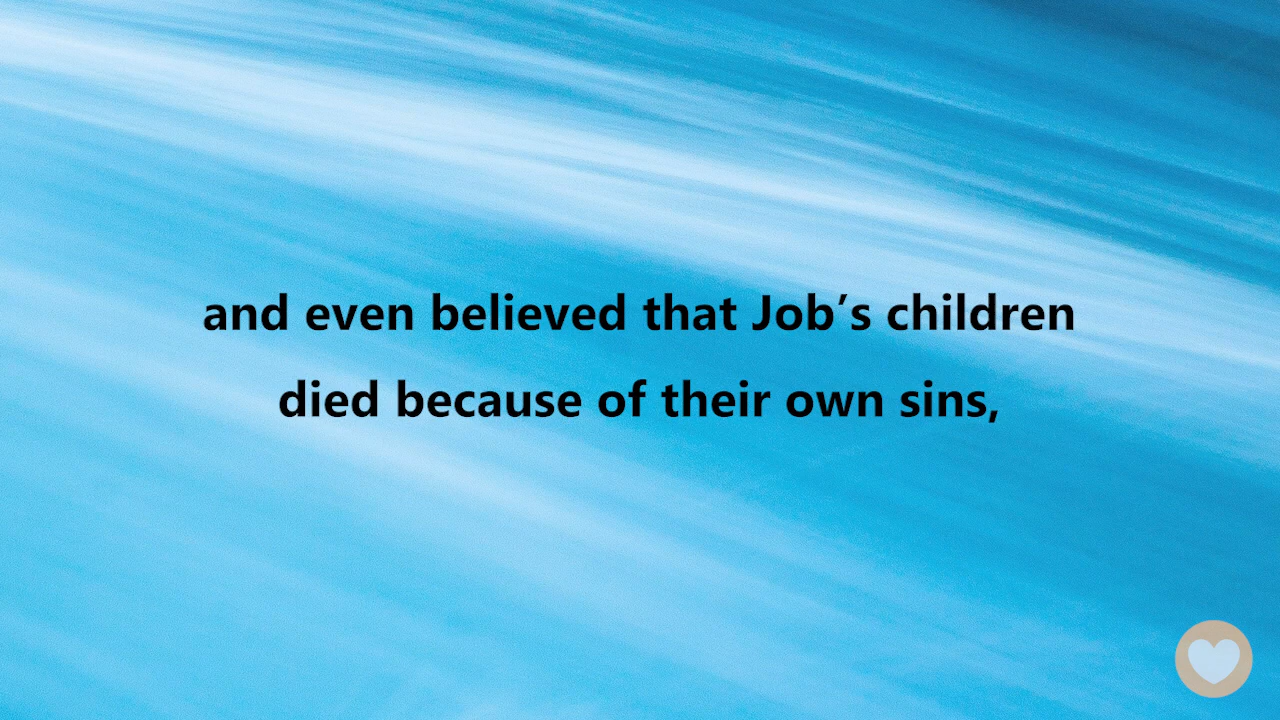 and even believed that Job’s children
died because of their own sins,